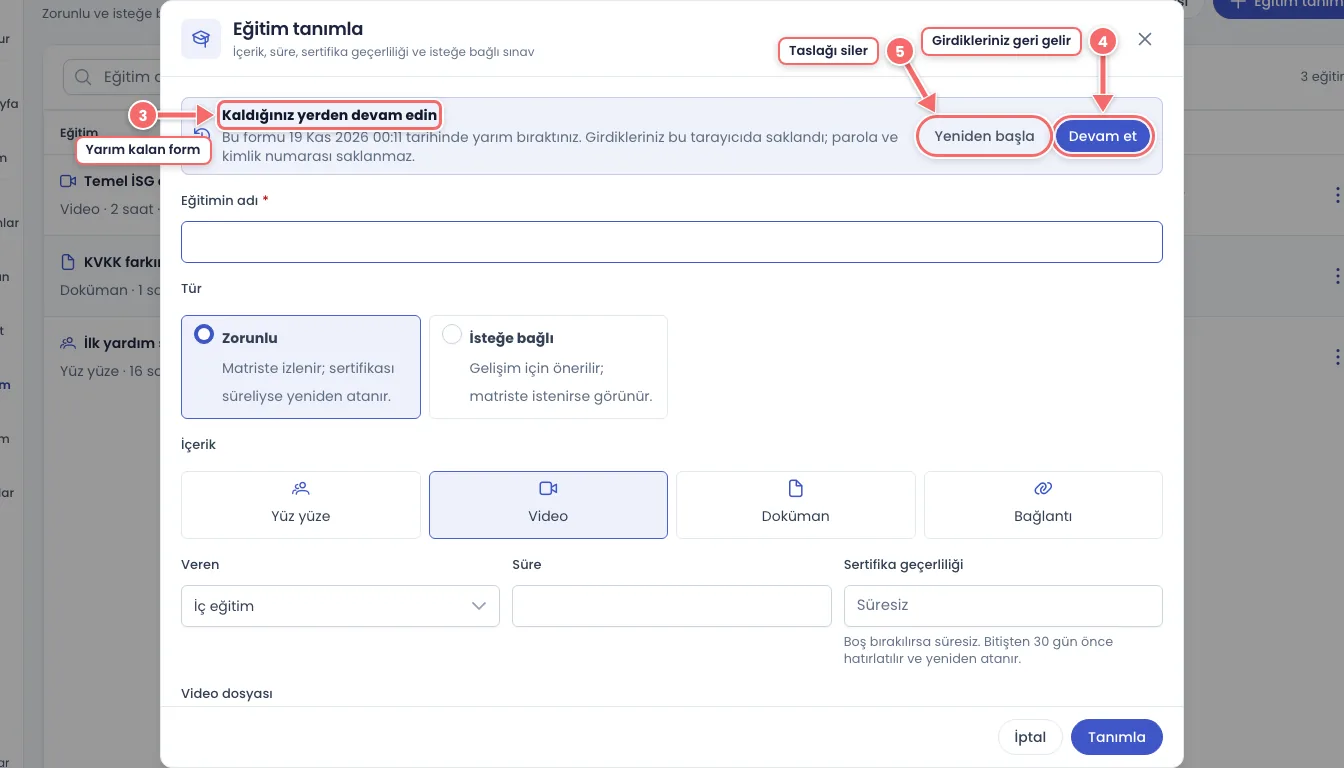 Zorunlu ve isteğe b
Eğitim tanımla
İçerik, süre, sertifika geçerliliği ve isteğe bağlı sınav
Taslağı siler
5
Girdikleriniz geri gelir
4
Eğitim
3 eğitim
3
Kaldığınız yerden devam edin
Bu formu 19 Kas 2026 00:11 tarihinde yarım bıraktınız. Girdikleriniz bu tarayıcıda saklandı; parola ve
kimlik numarası saklanmaz.
Yeniden başla
Devam et
Eğitim
Yarım kalan form
Temel İSG
Video · 2 saat ·
KVKK
Doküman ·
İlk yardım
Yüz yüze · 16
Eğitimin adı *
Tür
Zorunlu
Matriste izlenir; sertifikası
süreliyse yeniden atanır.
İsteğe bağlı
Gelişim için önerilir;
matriste istenirse görünür.
İçerik
Yüz yüze
Video
Doküman
Bağlantı
Veren
Süre
Sertifika geçerliliği
İç eğitim
Süresiz
Boş bırakılırsa süresiz. Bitişten 30 gün önce
hatırlatılır ve yeniden atanır.
Video dosyası
İptal
Tanımla